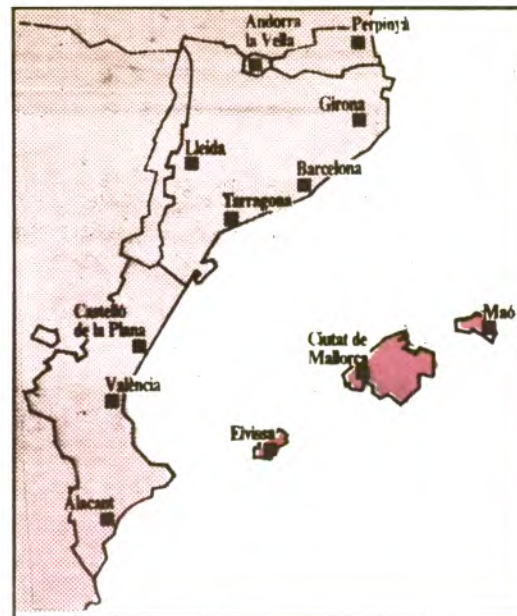 Andorra
la Vella
Perpinyà
Girona
Lleida
Barcelona
Tarragona
Castelló
de la Plana
Ciutat de
Mallorca
Maó
València
Eivissa
Alacant